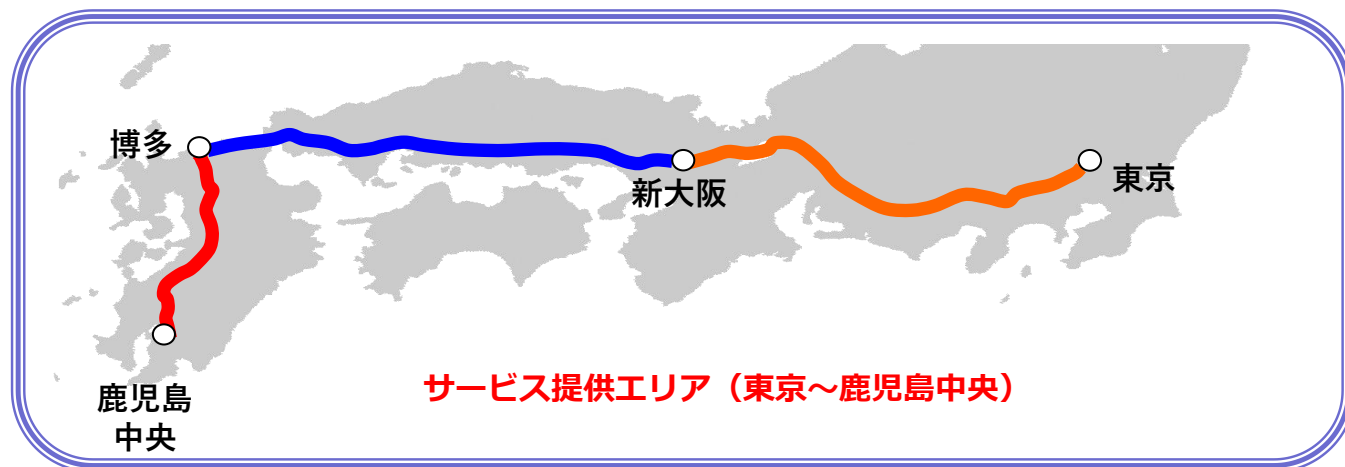 博多
新大阪
東京
鹿児島
中央
サービス提供エリア（東京～鹿児島中央）